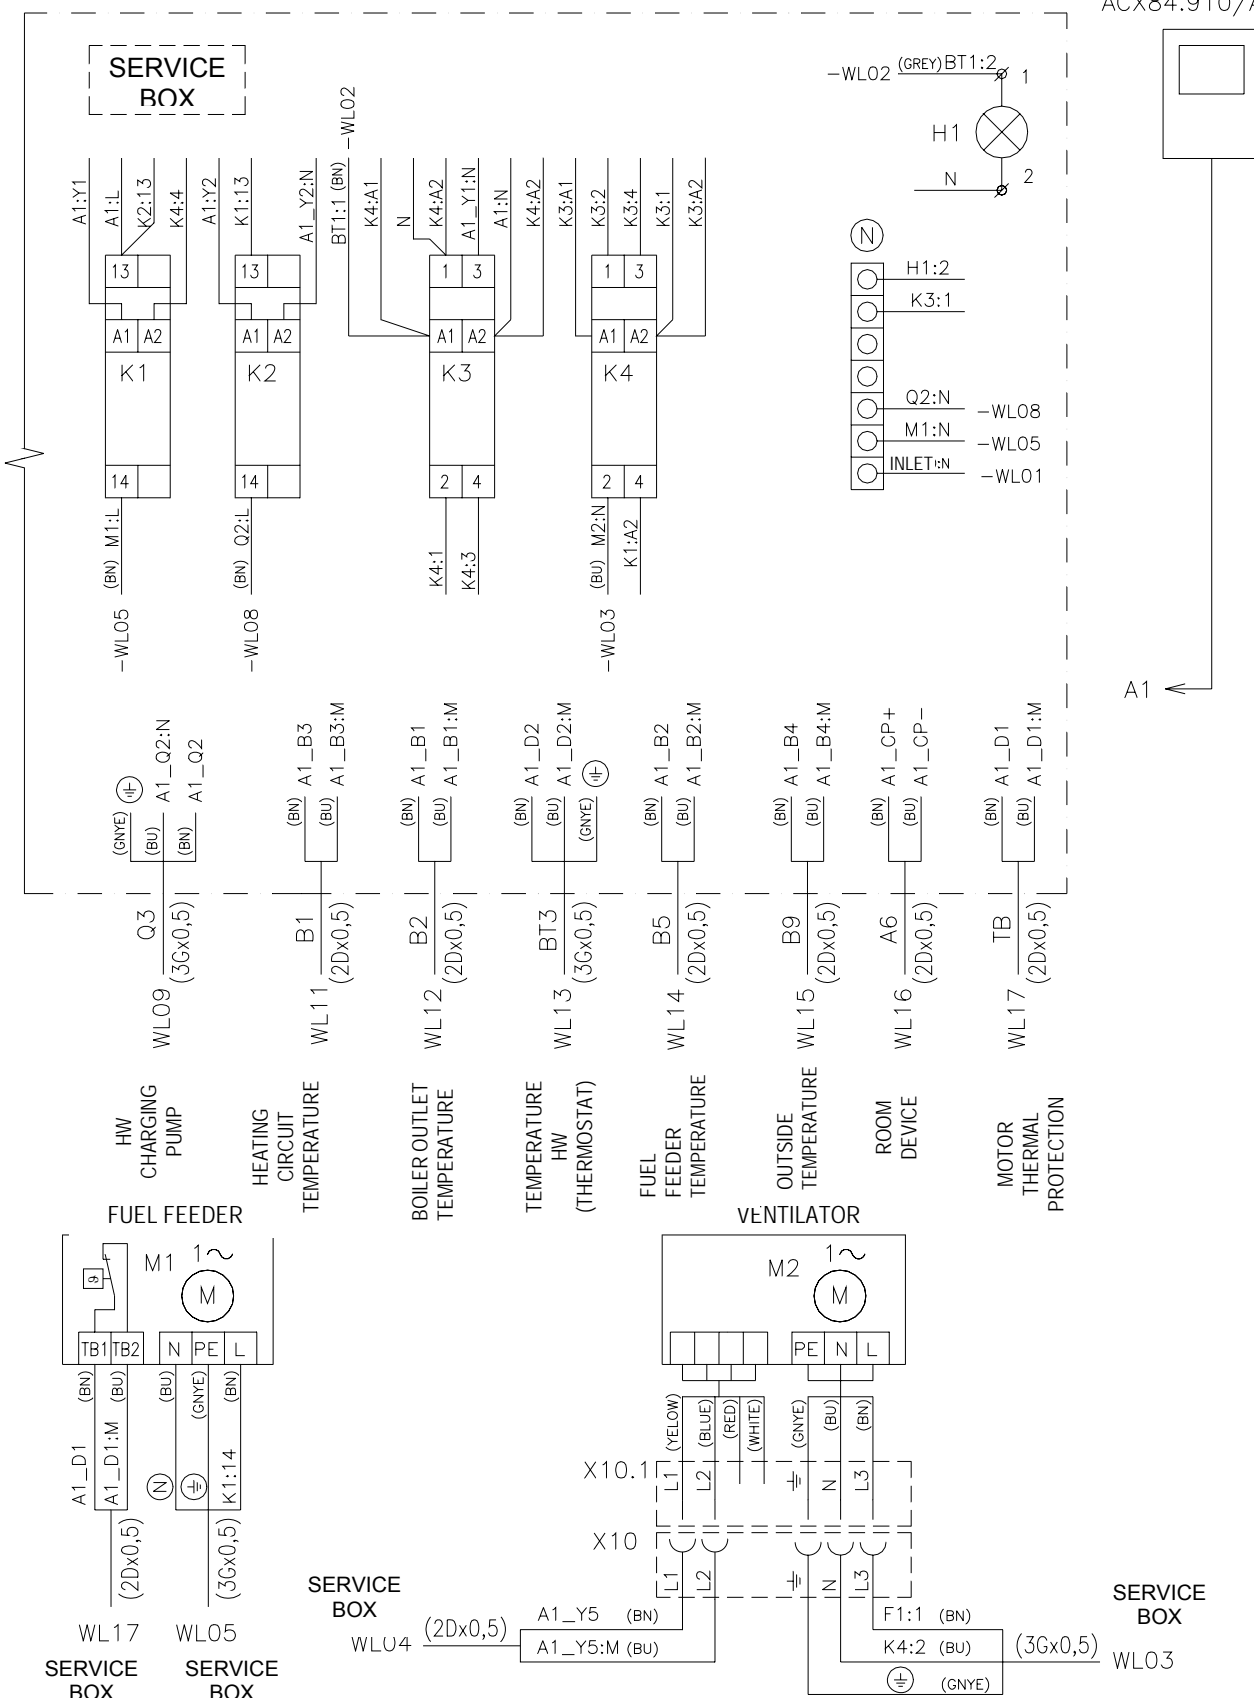 ACX84.910/A
SERVICE
BOX
-WL02 (GREY) BT1:2 1
H1
N 2
-WL02
A1:Y1
A1:L
K2:13
K4:4
A1:Y2
K1:13
A1_Y2:N
BT1:1 (BN)
K4:A1
N
K4:A2
A1_Y1:N
A1:N
K4:A2
K3:A1
K3:2
K3:4
K3:1
K3:A2
N
H1:2
K3:1
Q2:N -WL08
M1:N -WL05
INLET:N -WL01
13 13 1 3 1 3
A1 A2 A1 A2 A1 A2 A1 A2
K1 K2 K3 K4
14 14 2 4 2 4
(BN) M1:L
(BN) Q2:L
K4:1
K4:3
(BU) M2:N
K1:A2
-WL05
-WL08
-WL03
A1
(GNYE)
(BU) A1_Q2:N
(BN) A1_Q2
(BN) A1_B3
(BU) A1_B3:M
(BN) A1_B1
(BU) A1_B1:M
(BN) A1_D2
(BU) A1_D2:M
(GNYE)
(BN) A1_B2
(BU) A1_B2:M
(BN) A1_B4
(BU) A1_B4:M
(BN) A1_CP+
(BU) A1_CP-
(BN) A1_D1
(BU) A1_D1:M
Q3
(3Gx0,5)
WL09
B1
(2Dx0,5)
WL11
B2
(2Dx0,5)
WL12
BT3
(3Gx0,5)
WL13
B5
(2Dx0,5)
WL14
B9
(2Dx0,5)
WL15
A6
(2Dx0,5)
WL16
TB
(2Dx0,5)
WL17
HW
CHARGING
PUMP
HEATING
CIRCUIT
TEMPERATURE
BOILER OUTLET
TEMPERATURE
TEMPERATURE
HW
(THERMOSTAT)
FUEL
FEEDER
TEMPERATURE
OUTSIDE
TEMPERATURE
ROOM
DEVICE
MOTOR
THERMAL
PROTECTION
FUEL FEEDER
M1 1~
M
ϑ
TB1 TB2 N PE L
(BN)
(BU)
(BU)
(GNYE)
(BN)
A1_D1
A1_D1:M
N
K1:14
(2Dx0,5)
(3Gx0,5)
WL17 WL05
SERVICE
BOX
SERVICE
BOX
VENTILATOR
M2 1~
M
PE N L
(YELOW)
(BLUE)
(RED)
(WHITE)
(GNYE)
(BU)
(BN)
X10.1
L1
L2
N
L3
X10
L1
L2
N
L3
SERVICE
BOX
WL04 (2Dx0,5)
A1_Y5 (BN)
A1_Y5:M (BU)
F1:1 (BN)
K4:2 (BU)
(GNYE)
(3Gx0,5) WL03
SERVICE
BOX